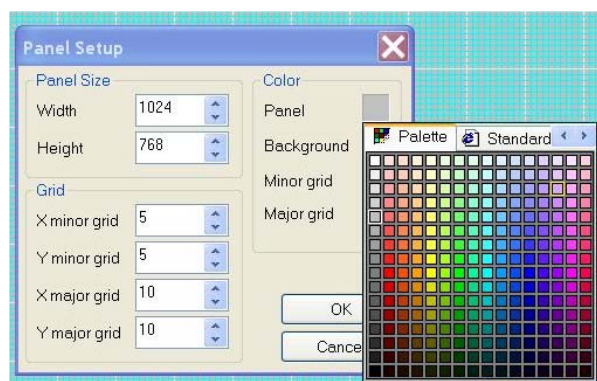 Panel Setup
Panel Size
Width 1024
Height 768
Grid
X minor grid 5
Y minor grid 5
X major grid 10
Y major grid 10
Color
Panel
Background
Minor grid
Major grid
OK
Cance
Palette Standard